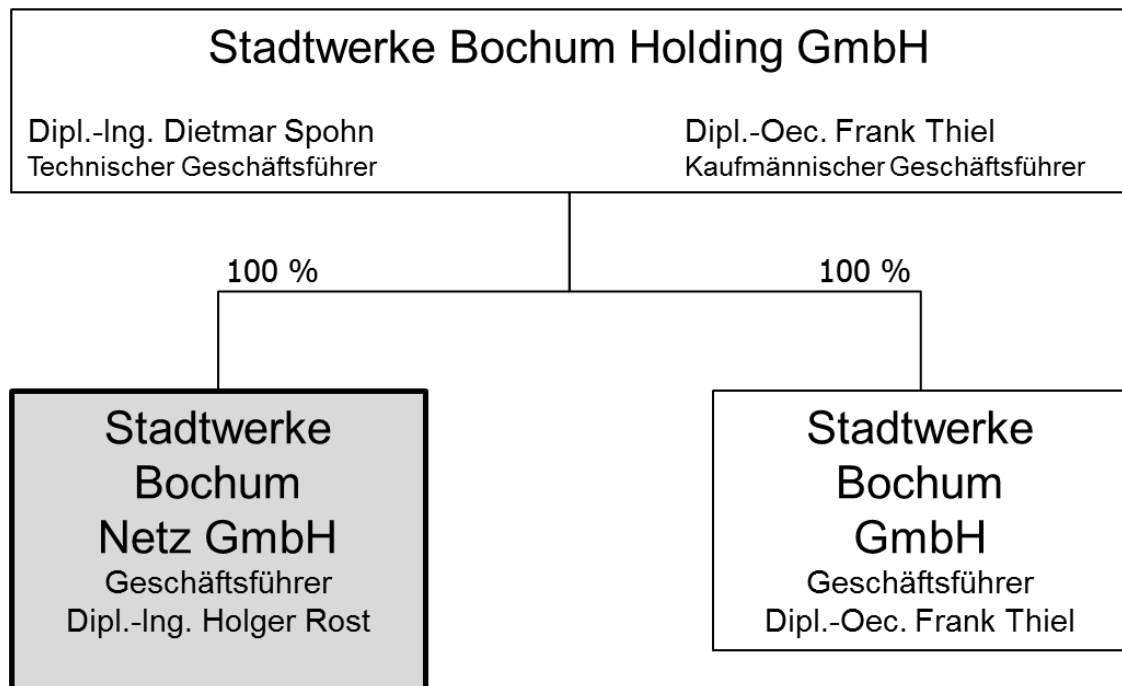 Stadtwerke Bochum Holding GmbH
Dipl.-Ing. Dietmar Spohn
Technischer Geschäftsführer
Dipl.-Oec. Frank Thiel
Kaufmännischer Geschäftsführer
100 %
100 %
Stadtwerke
Bochum
Netz GmbH
Geschäftsführer
Dipl.-Ing. Holger Rost
Stadtwerke
Bochum
GmbH
Geschäftsführer
Dipl.-Oec. Frank Thiel